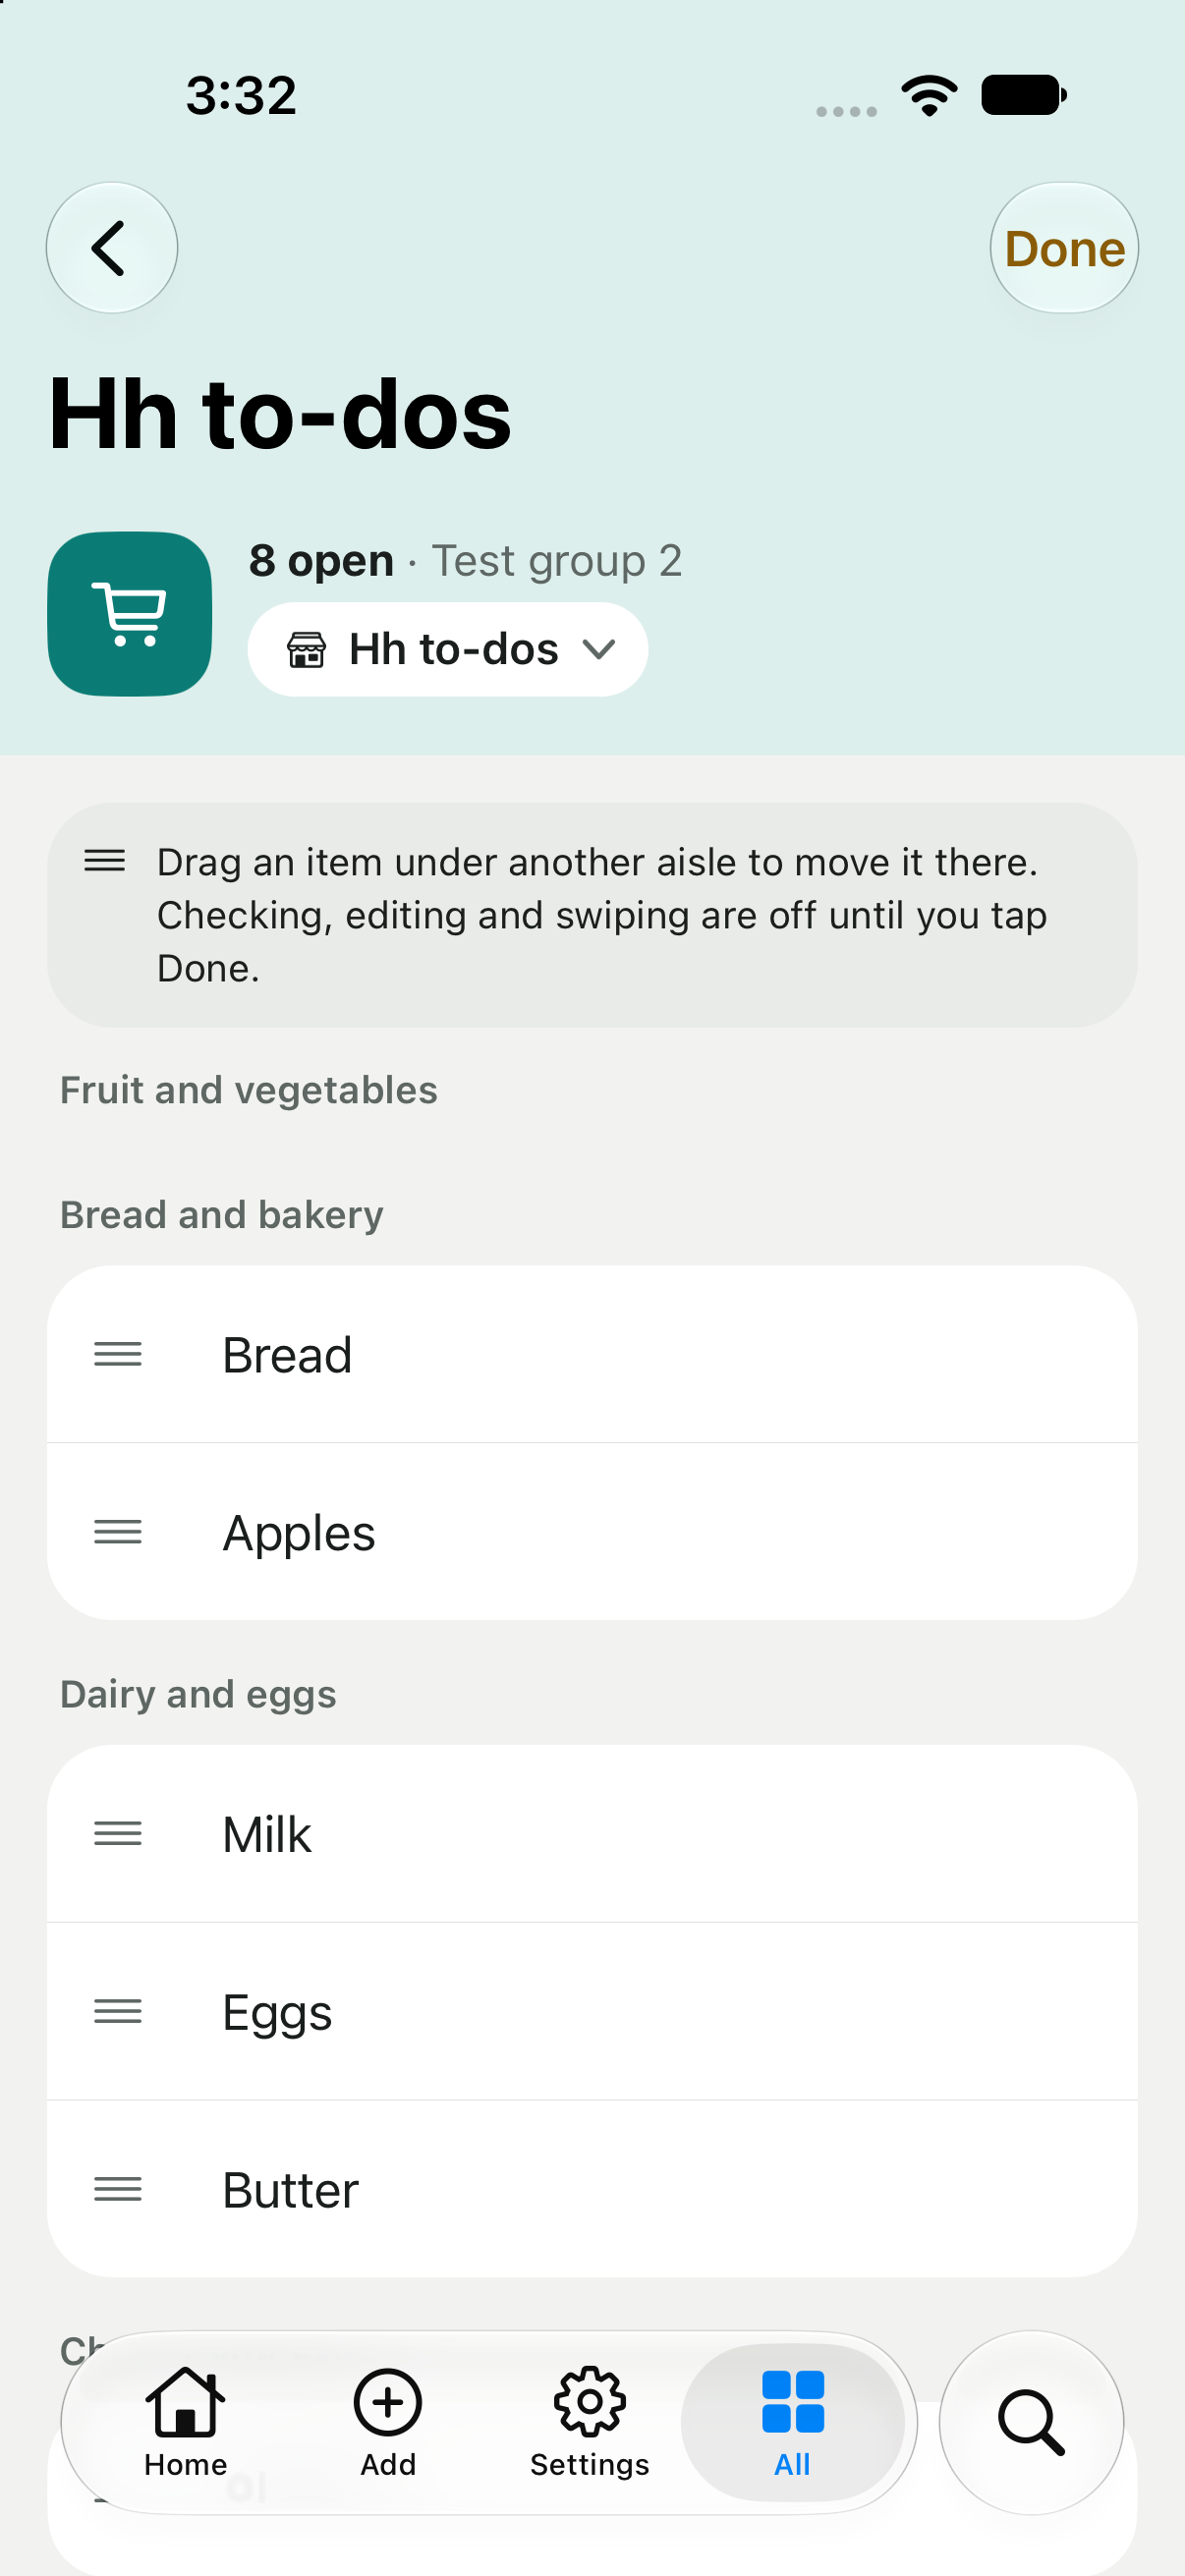 3:32
Done
Hh to-dos
8 open · Test group 2
Hh to-dos
Drag an item under another aisle to move it there.
Checking, editing and swiping are off until you tap
Done.
Fruit and vegetables
Bread and bakery
Bread
Apples
Dairy and eggs
Milk
Eggs
Butter
Home
Add
Settings
All